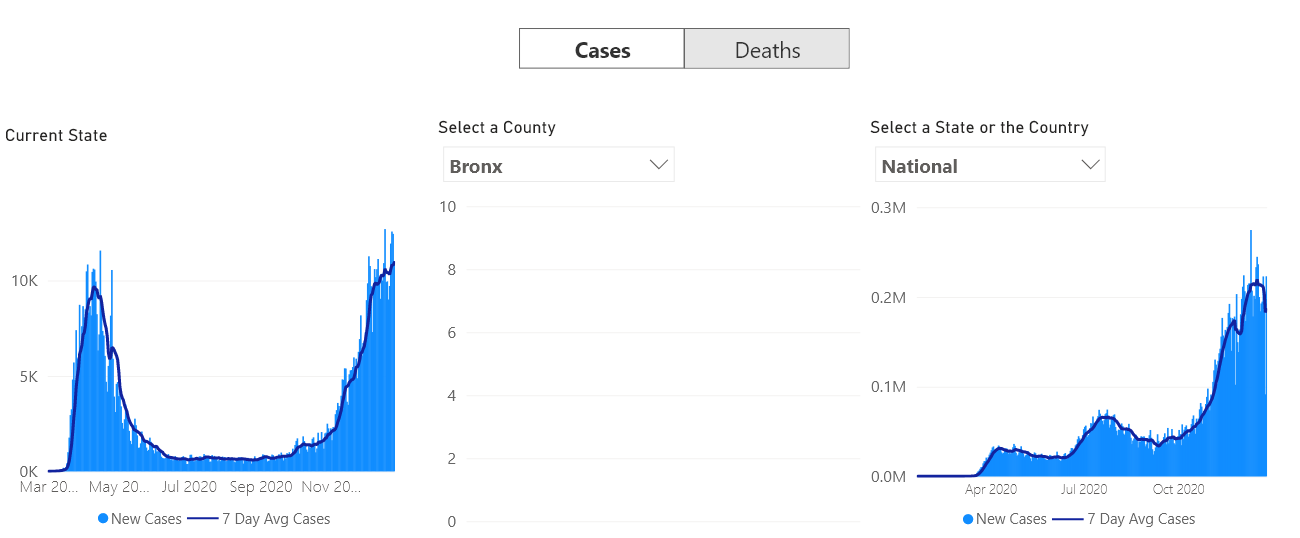 Cases
Deaths
Current State
10K
5K
0K
Mar 20...
May 20...
Jul 2020
Sep 2020
Nov 20...
New Cases
7 Day Avg Cases
Select a County
Bronx
10
8
6
4
2
0
Select a State or the Country
National
0.3M
0.2M
0.1M
0.0M
Apr 2020
Jul 2020
Oct 2020
New Cases
7 Day Avg Cases